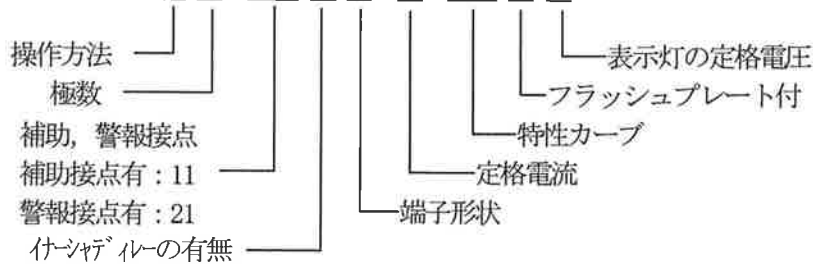 操作方法
極数
補助, 警報接点
補助接点有 : 11
警報接点有 : 21
イナーシャディレーの有無
表示灯の定格電圧
フラッシュプレート付
特性カーブ
定格電流
端子形状